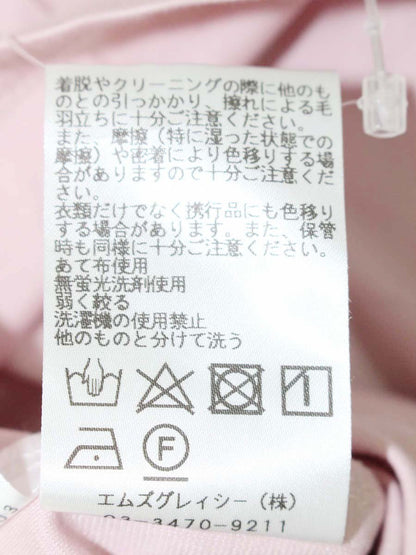 着脱やクリーニングの際に他のも
のとの引っかかり、擦れによる毛
羽立ちに十分ご注意ください。
また、摩擦（特に湿った状態での
摩擦）や密着により色移りする場
合がありますので十分ご注意くだ
さい。
衣類だけでなく携行品にも色移り
する場合があります。また、保管
時も同様に十分ご注意ください。
あて布使用
無蛍光洗剤使用
弱く絞る
洗濯機の使用禁止
他のものと分けて洗う
F
エムズグレイシー（株）
03-3470-9211